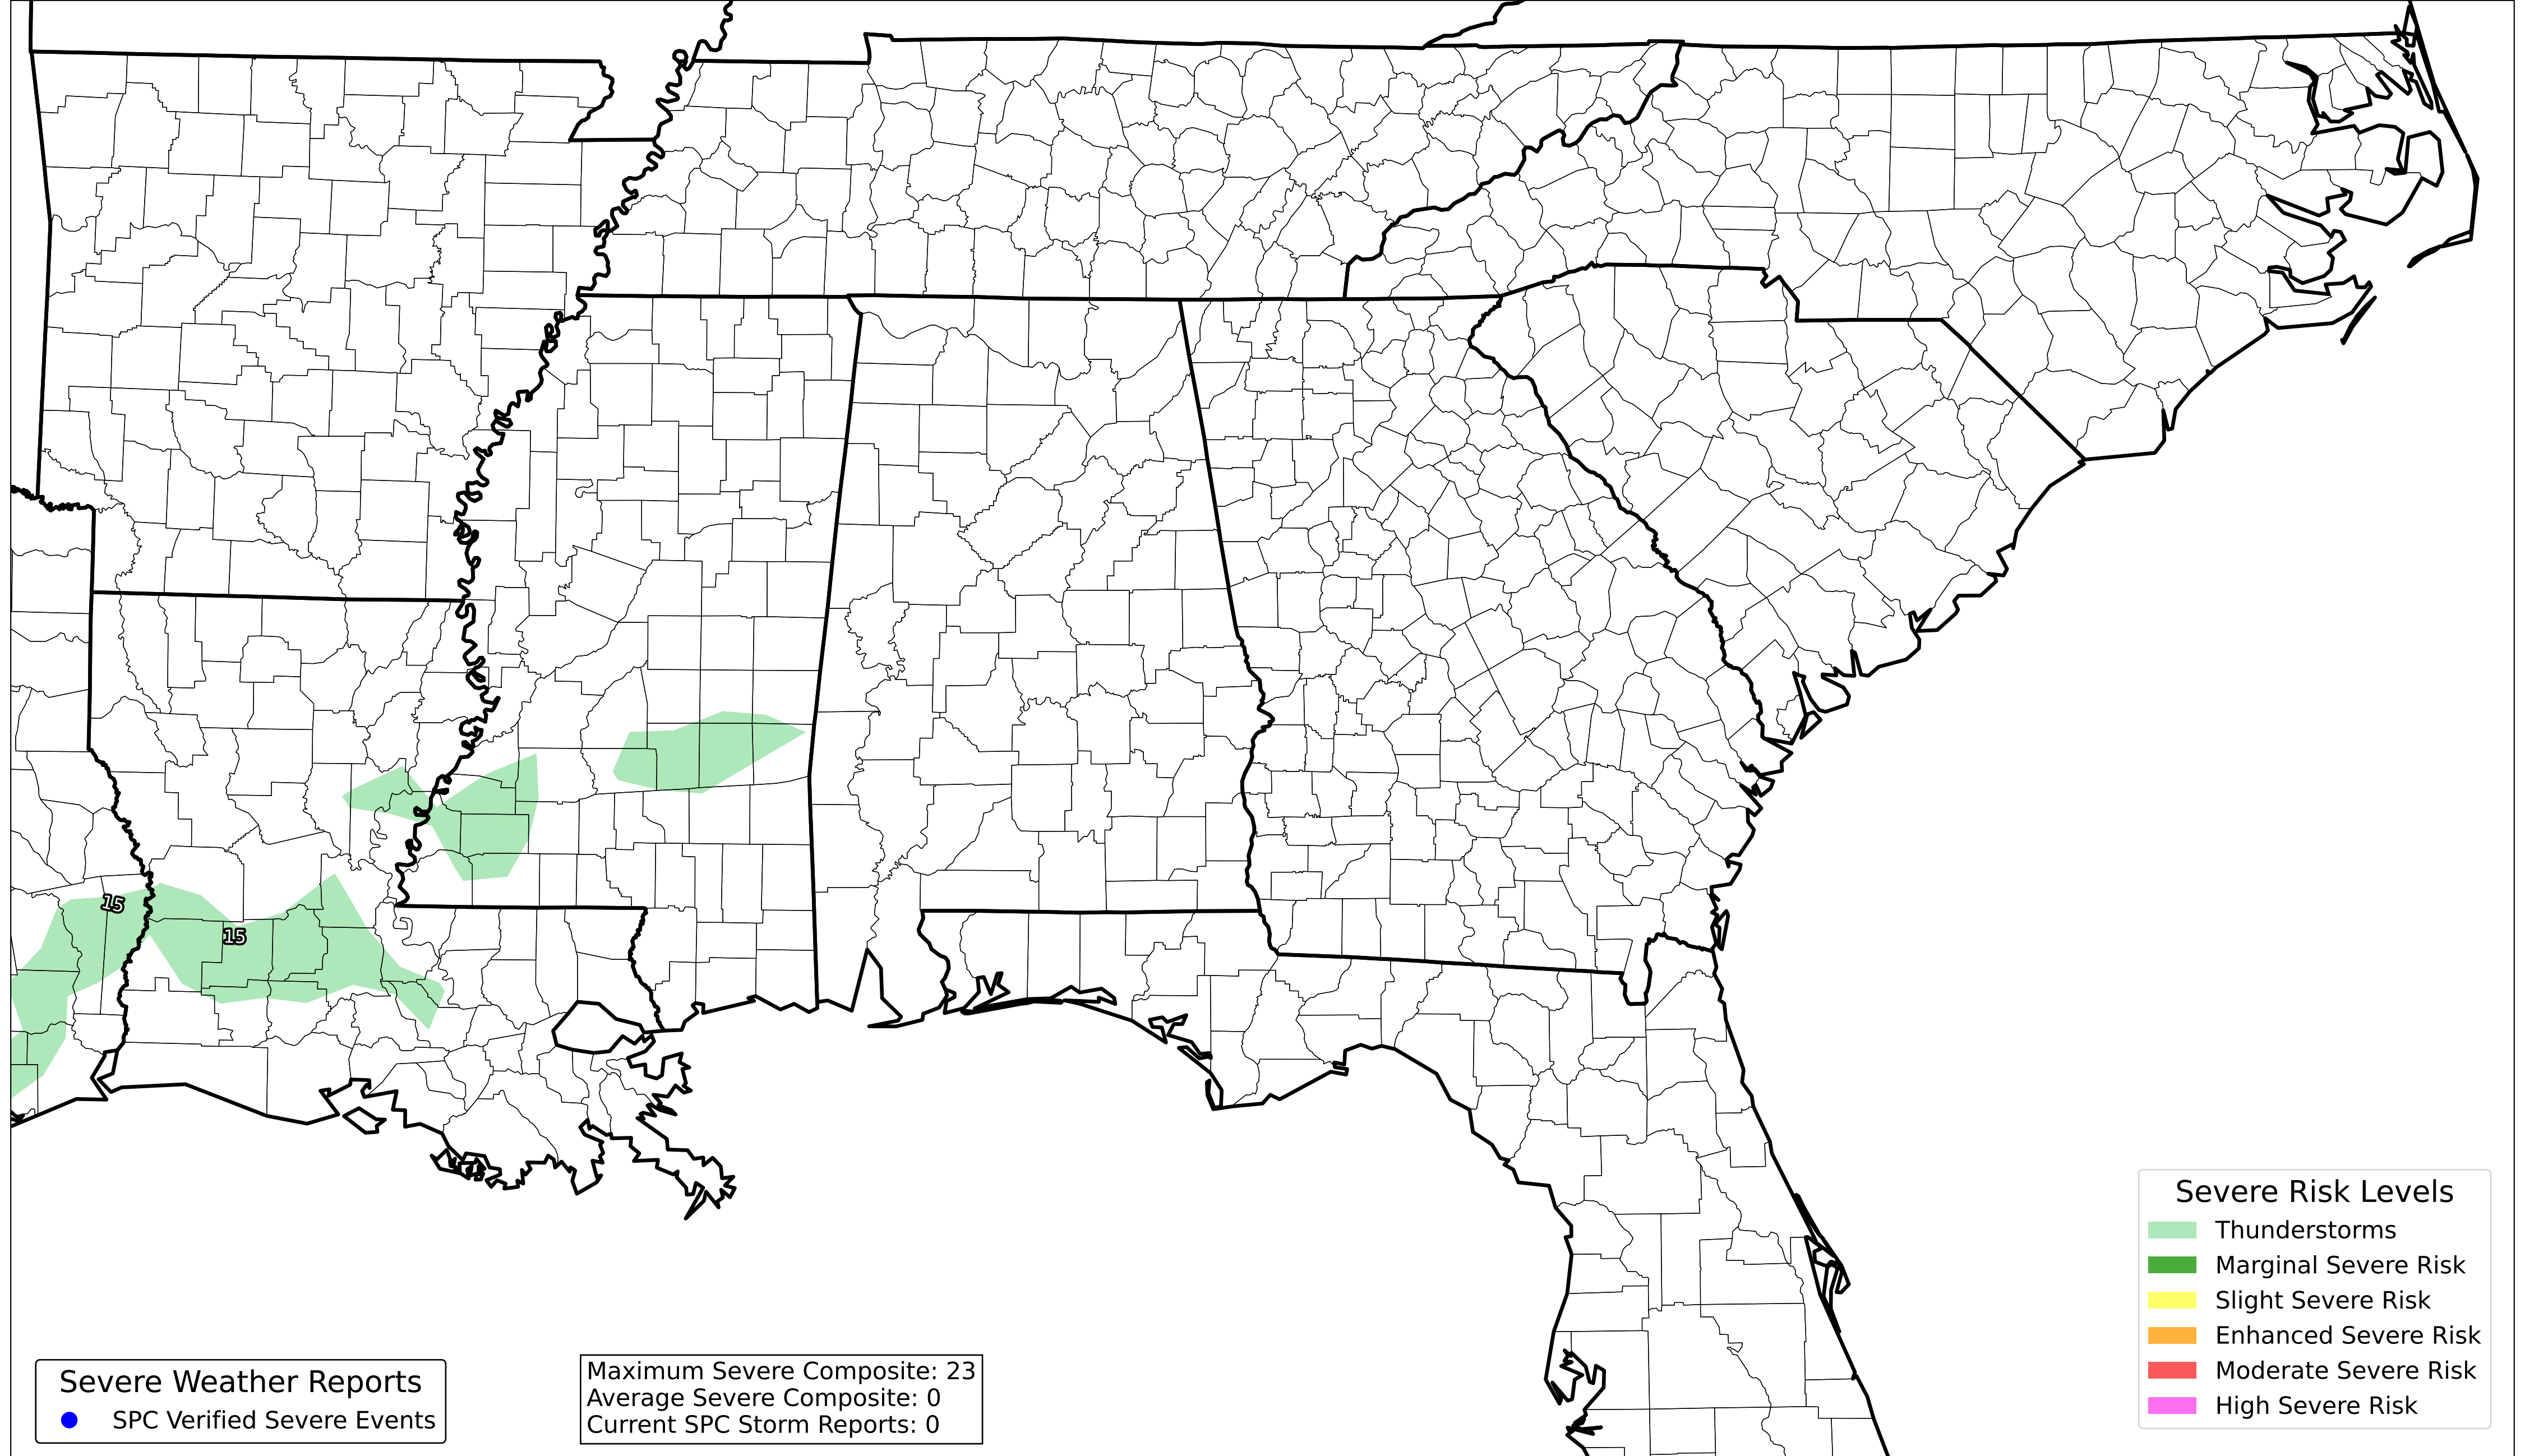 15
15
Severe Risk Levels
Thunderstorms
Marginal Severe Risk
Slight Severe Risk
Enhanced Severe Risk
Moderate Severe Risk
High Severe Risk
Severe Weather Reports
SPC Verified Severe Events
Maximum Severe Composite: 23
Average Severe Composite: 0
Current SPC Storm Reports: 0